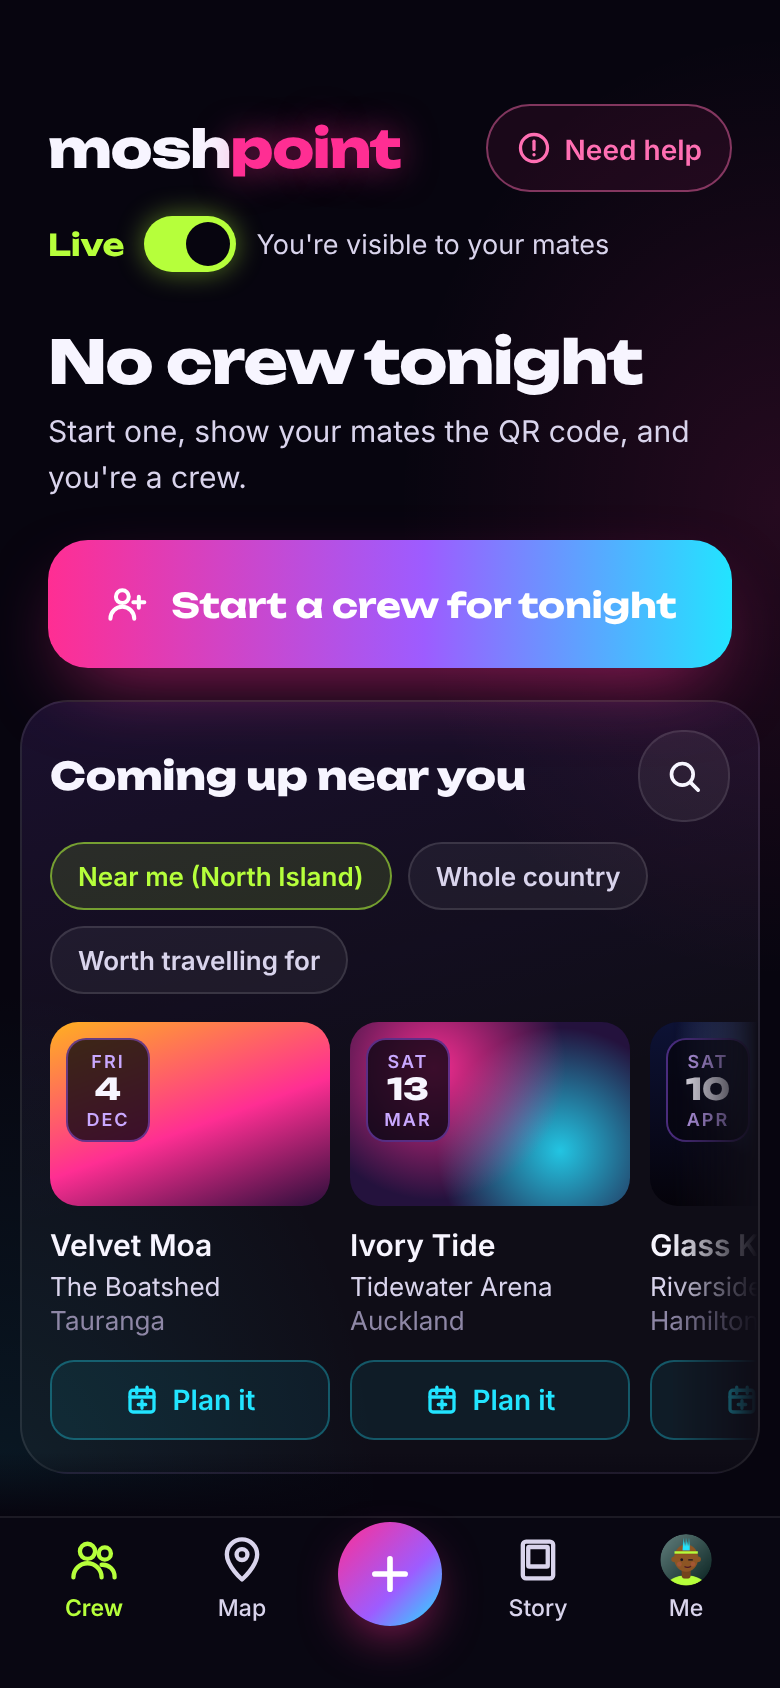 moshpoint
Need help
Live
You're visible to your mates
No crew tonight
Start one, show your mates the QR code, and
you're a crew.
Start a crew for tonight
Coming up near you
Near me (North Island)
Whole country
Worth travelling for
FRI
4
DEC
SAT
13
MAR
SAT
10
APR
Velvet Moa
The Boatshed
Tauranga
Plan it
Ivory Tide
Tidewater Arena
Auckland
Plan it
Glass
Riverside
Hamilton
Crew
Map
Story
Me